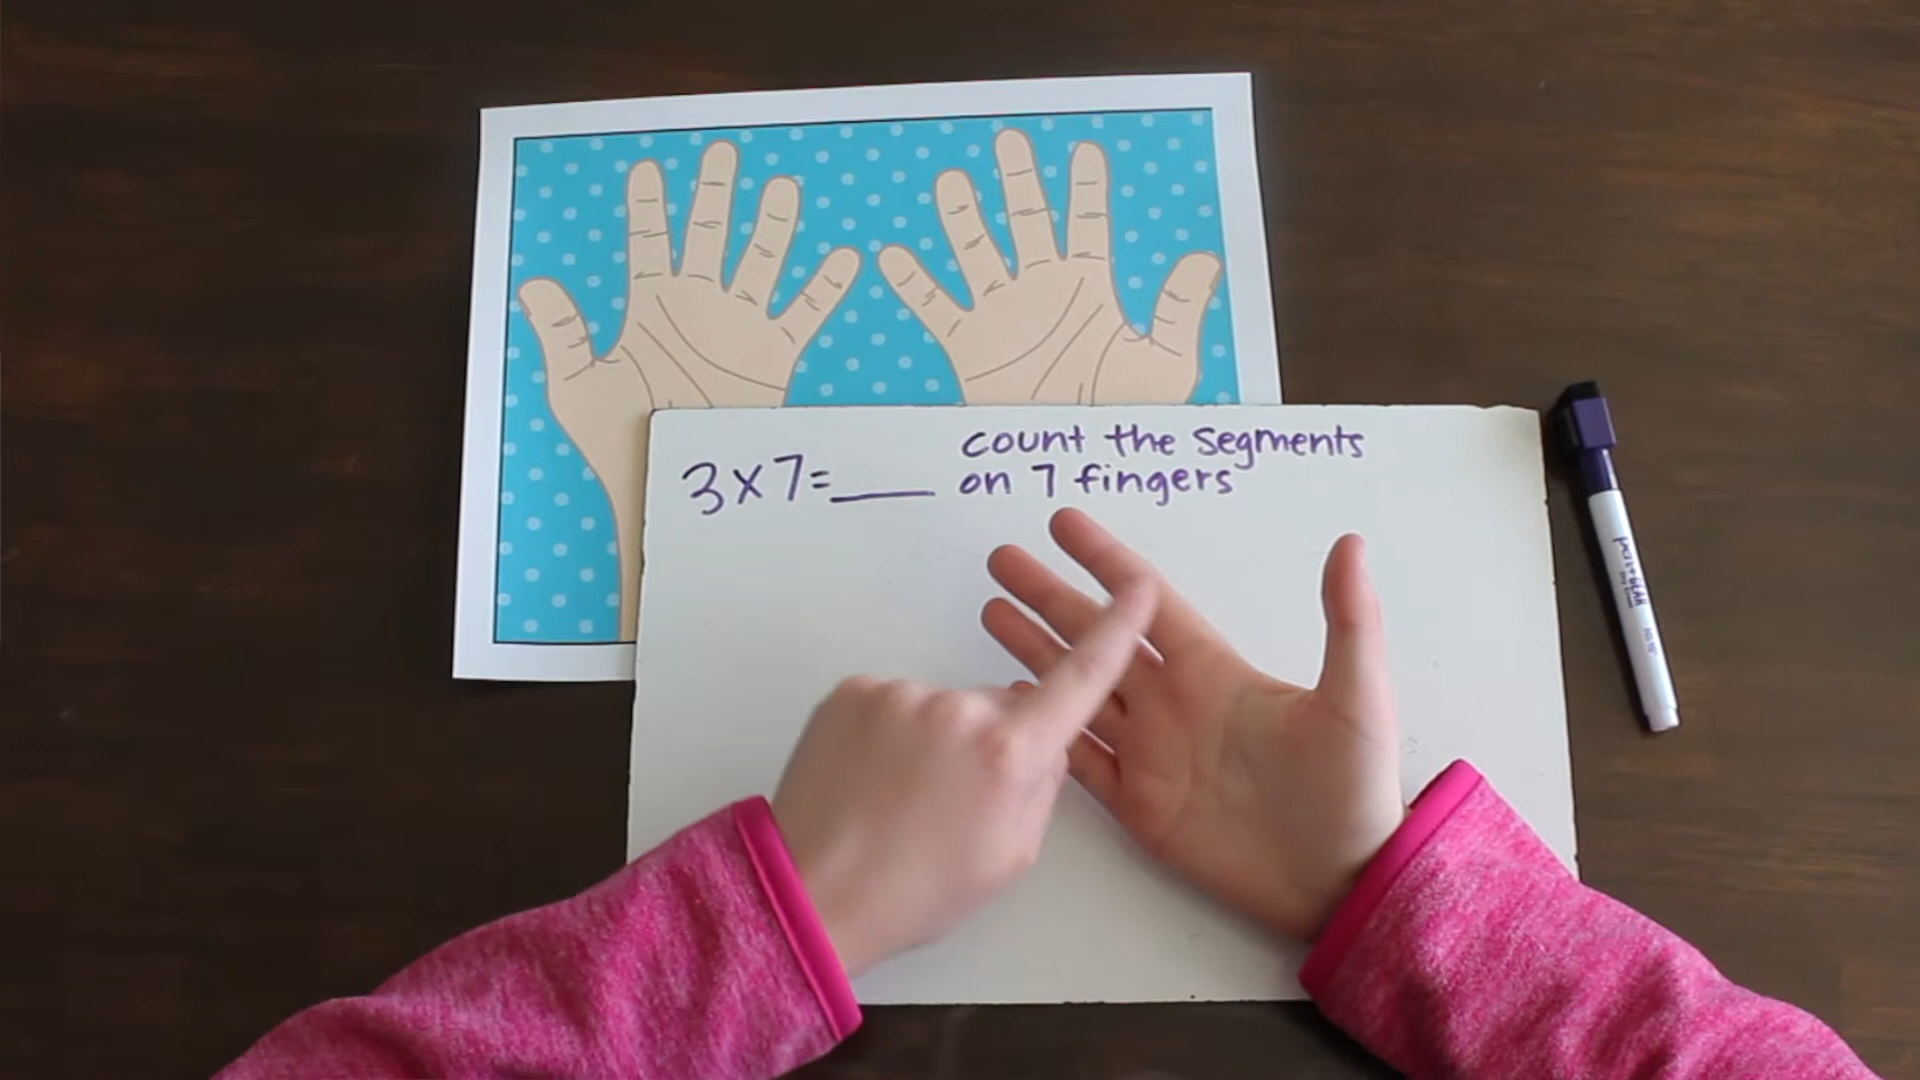 3x7=___
count the segments
on 7 fingers